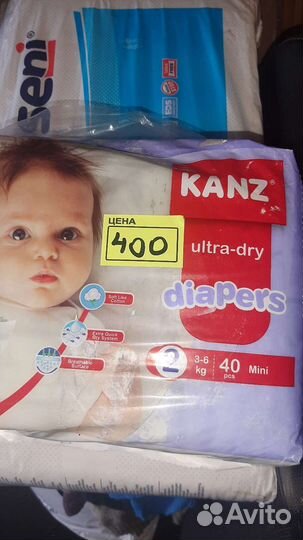 seni®
KANZ®
ЦЕНА
400
ultra-dry
diapers
Soft Like
Cotton
Extra Quick
Dry System
Breathable
Surface
2
3-6
kg
40
pcs
Mini
Avito